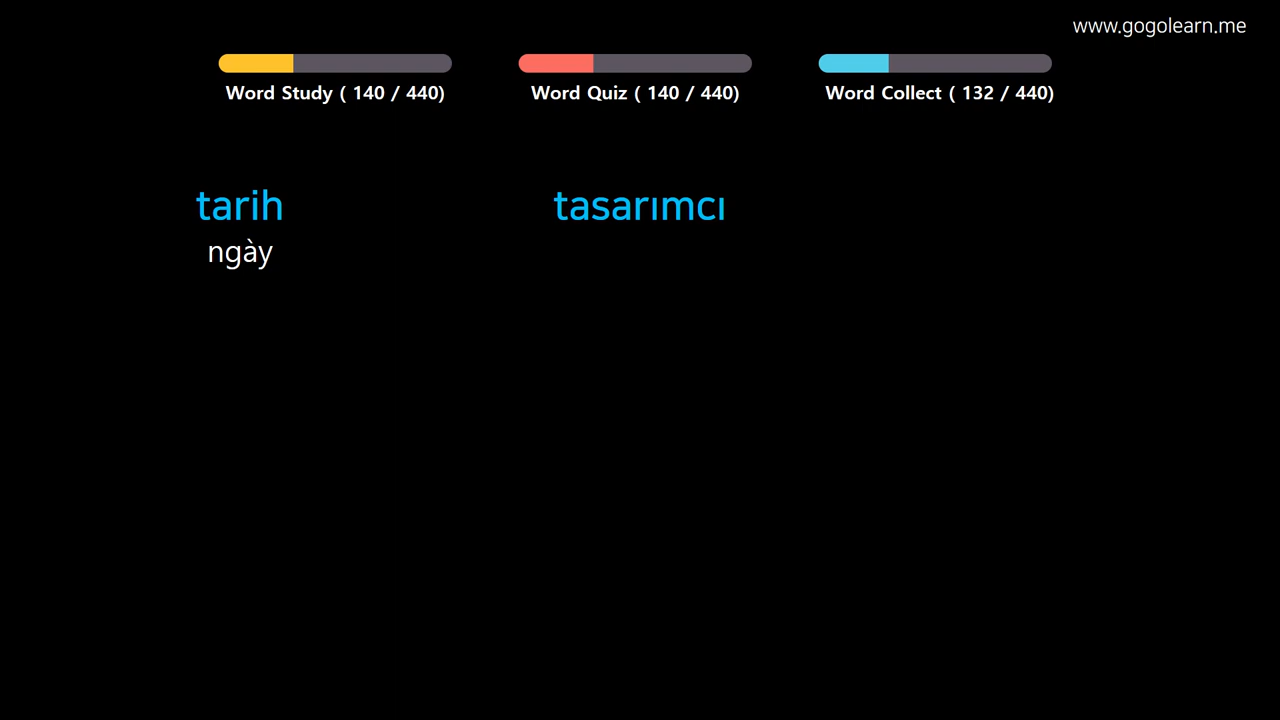 www.gogolearn.me
Word Study ( 140 / 440)
Word Quiz ( 140 / 440)
Word Collect ( 132 / 440)
tarih
ngày
tasarımcı